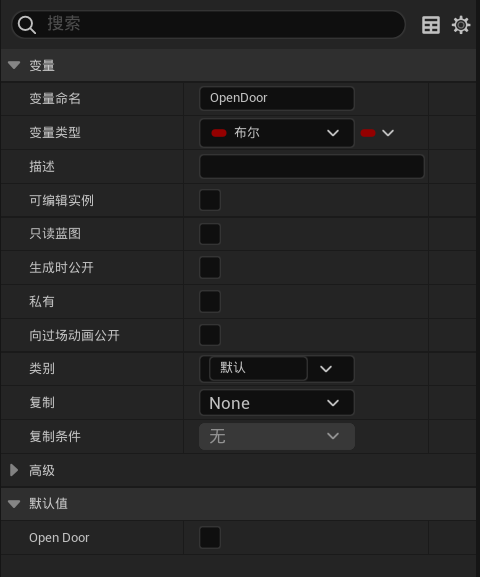 搜索
变量
变量命名 OpenDoor
变量类型 布尔
描述
可编辑实例
只读蓝图
生成时公开
私有
向过场动画公开
类别 默认
复制 None
复制条件 无
高级
默认值
Open Door